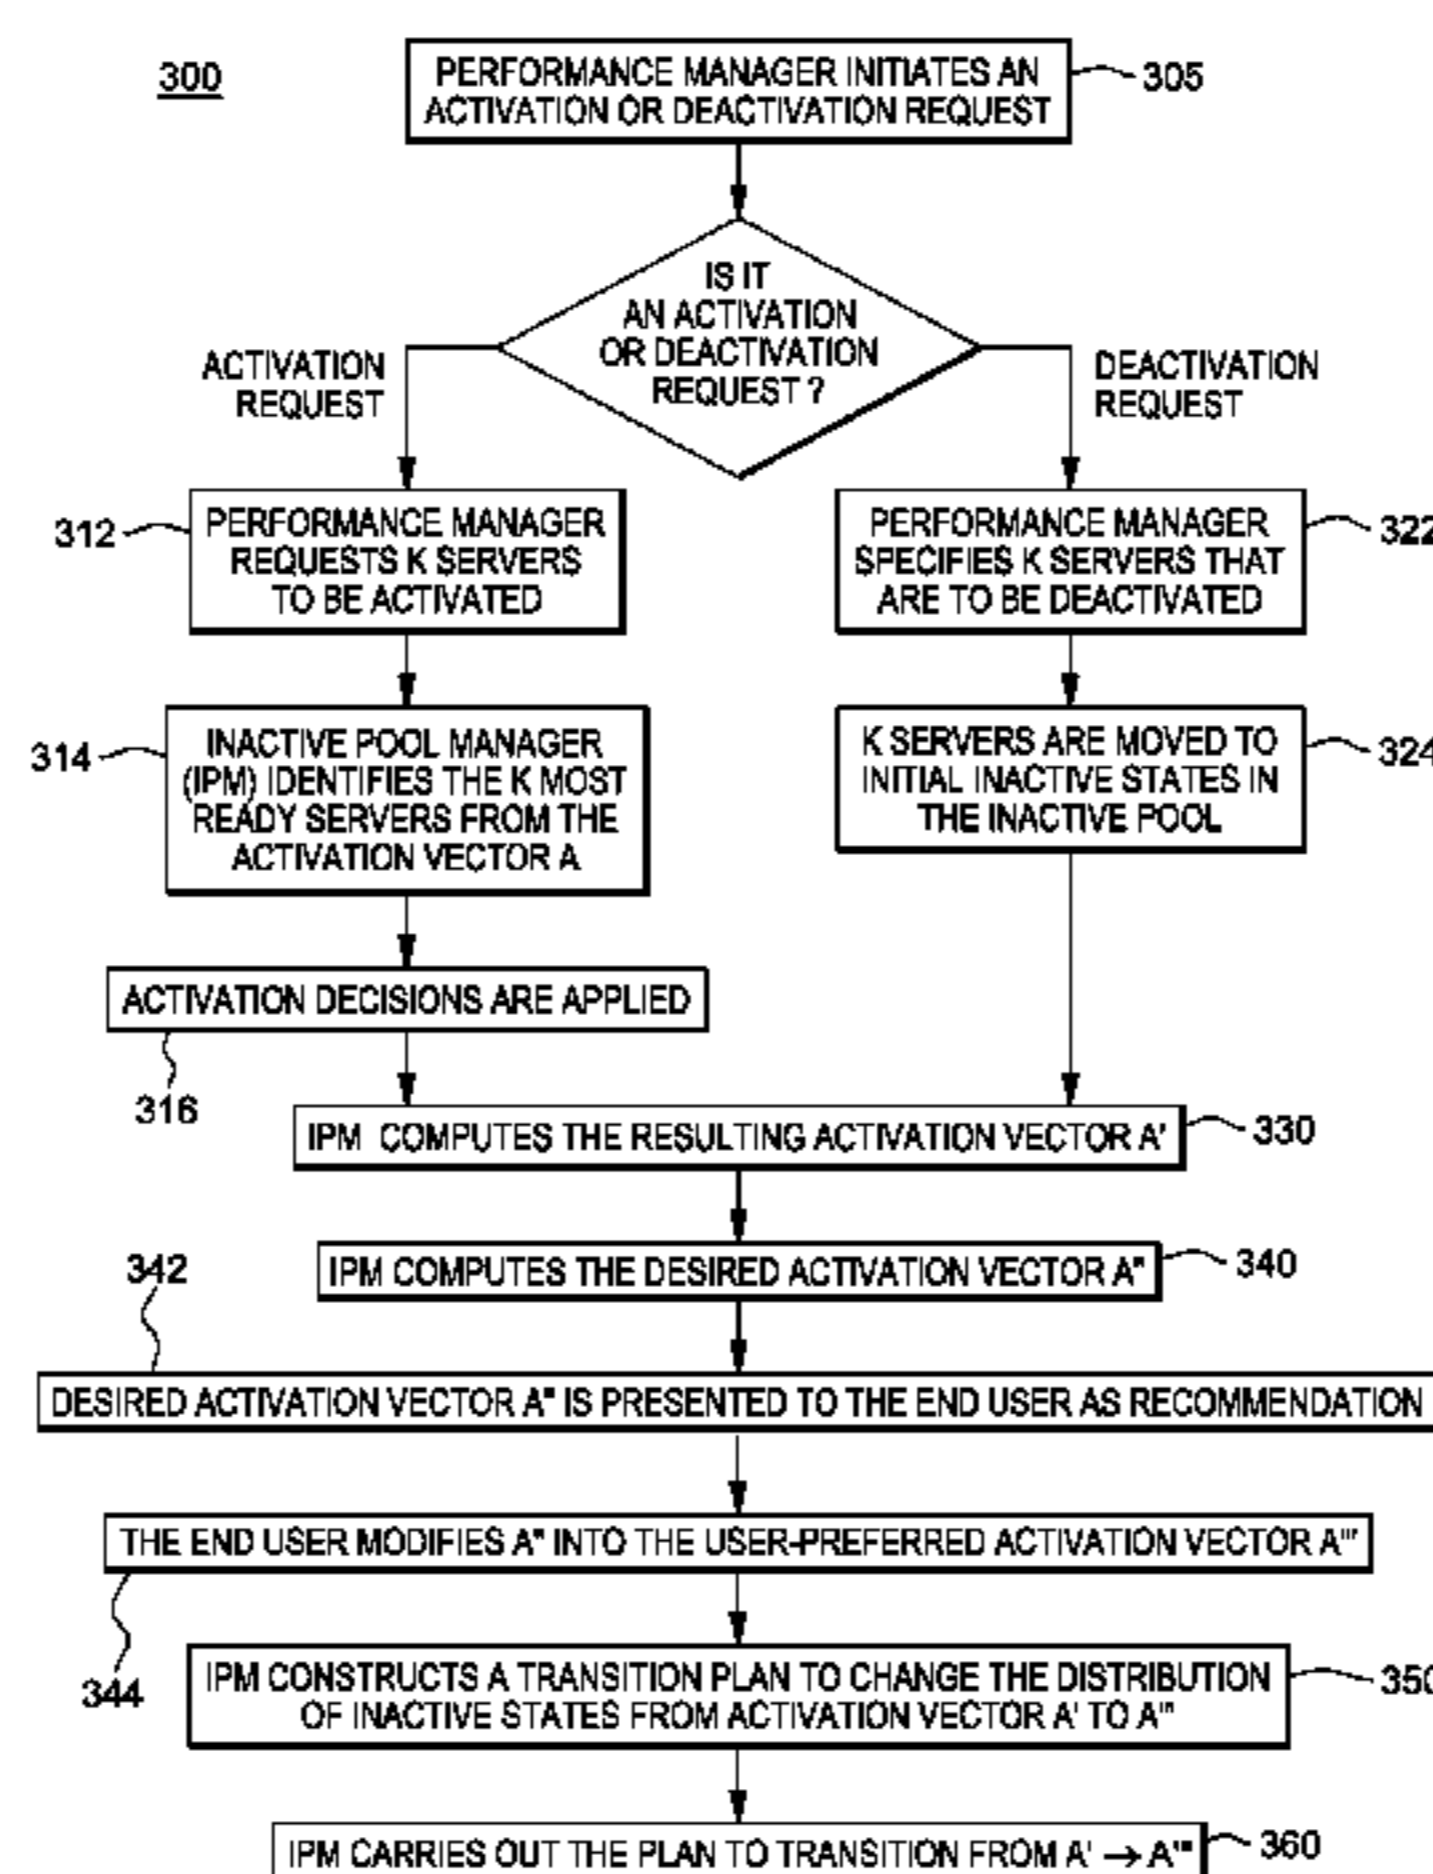 300
PERFORMANCE MANAGER INITIATES AN
ACTIVATION OR DEACTIVATION REQUEST
305
IS IT
AN ACTIVATION
OR DEACTIVATION
REQUEST ?
ACTIVATION
REQUEST
DEACTIVATION
REQUEST
312
PERFORMANCE MANAGER
REQUESTS K SERVERS
TO BE ACTIVATED
PERFORMANCE MANAGER
SPECIFIES K SERVERS THAT
ARE TO BE DEACTIVATED
322
314
INACTIVE POOL MANAGER
(IPM) IDENTIFIES THE K MOST
READY SERVERS FROM THE
ACTIVATION VECTOR A
K SERVERS ARE MOVED TO
INITIAL INACTIVE STATES IN
THE INACTIVE POOL
324
ACTIVATION DECISIONS ARE APPLIED
316
IPM COMPUTES THE RESULTING ACTIVATION VECTOR A'
330
IPM COMPUTES THE DESIRED ACTIVATION VECTOR A"
340
342
DESIRED ACTIVATION VECTOR A" IS PRESENTED TO THE END USER AS RECOMMENDATION
THE END USER MODIFIES A" INTO THE USER-PREFERRED ACTIVATION VECTOR A'"
344
IPM CONSTRUCTS A TRANSITION PLAN TO CHANGE THE DISTRIBUTION
OF INACTIVE STATES FROM ACTIVATION VECTOR A' TO A'"
350
IPM CARRIES OUT THE PLAN TO TRANSITION FROM A' → A'"
360